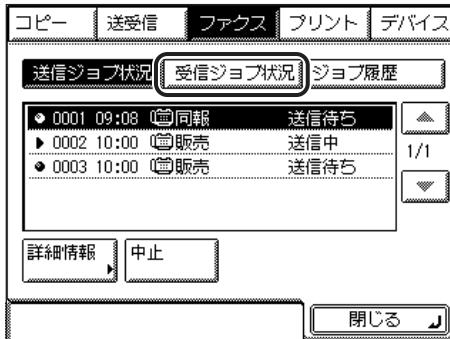 コピー 送受信 ファクス プリント デバイス
送信ジョブ状況 受信ジョブ状況 ジョブ履歴
0001 09:08 同報 送信待ち
0002 10:00 販売 送信中
1/1
0003 10:00 販売 送信待ち
詳細情報 中止
閉じる